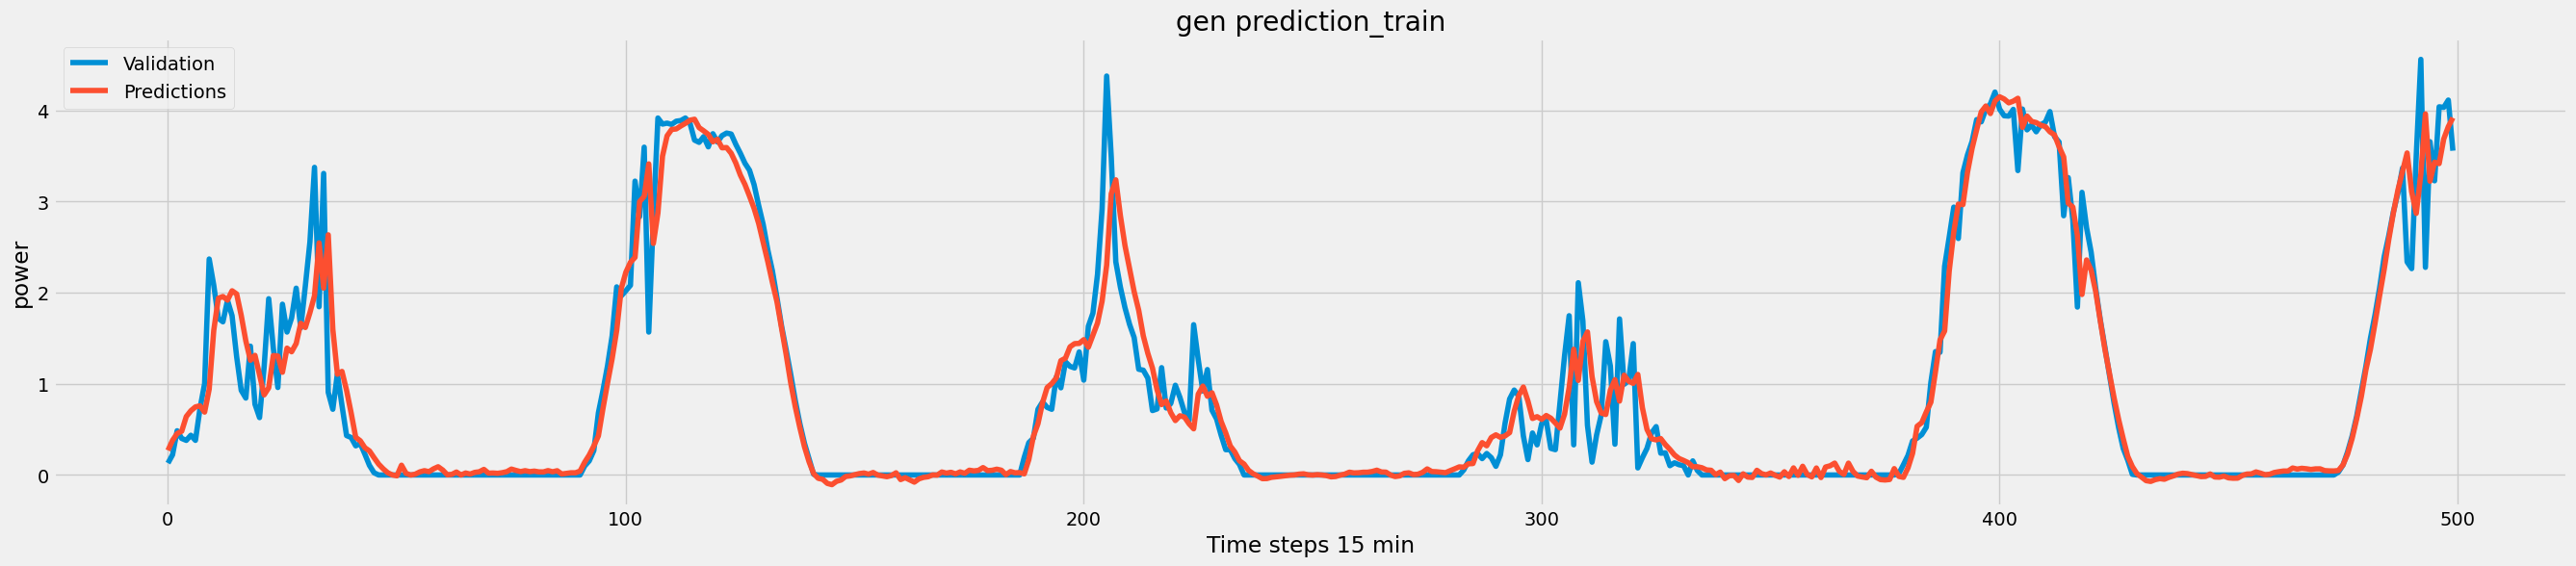 gen prediction_train
Validation
Predictions
power
4
3
2
1
0
0 100 200 300 400 500
Time steps 15 min